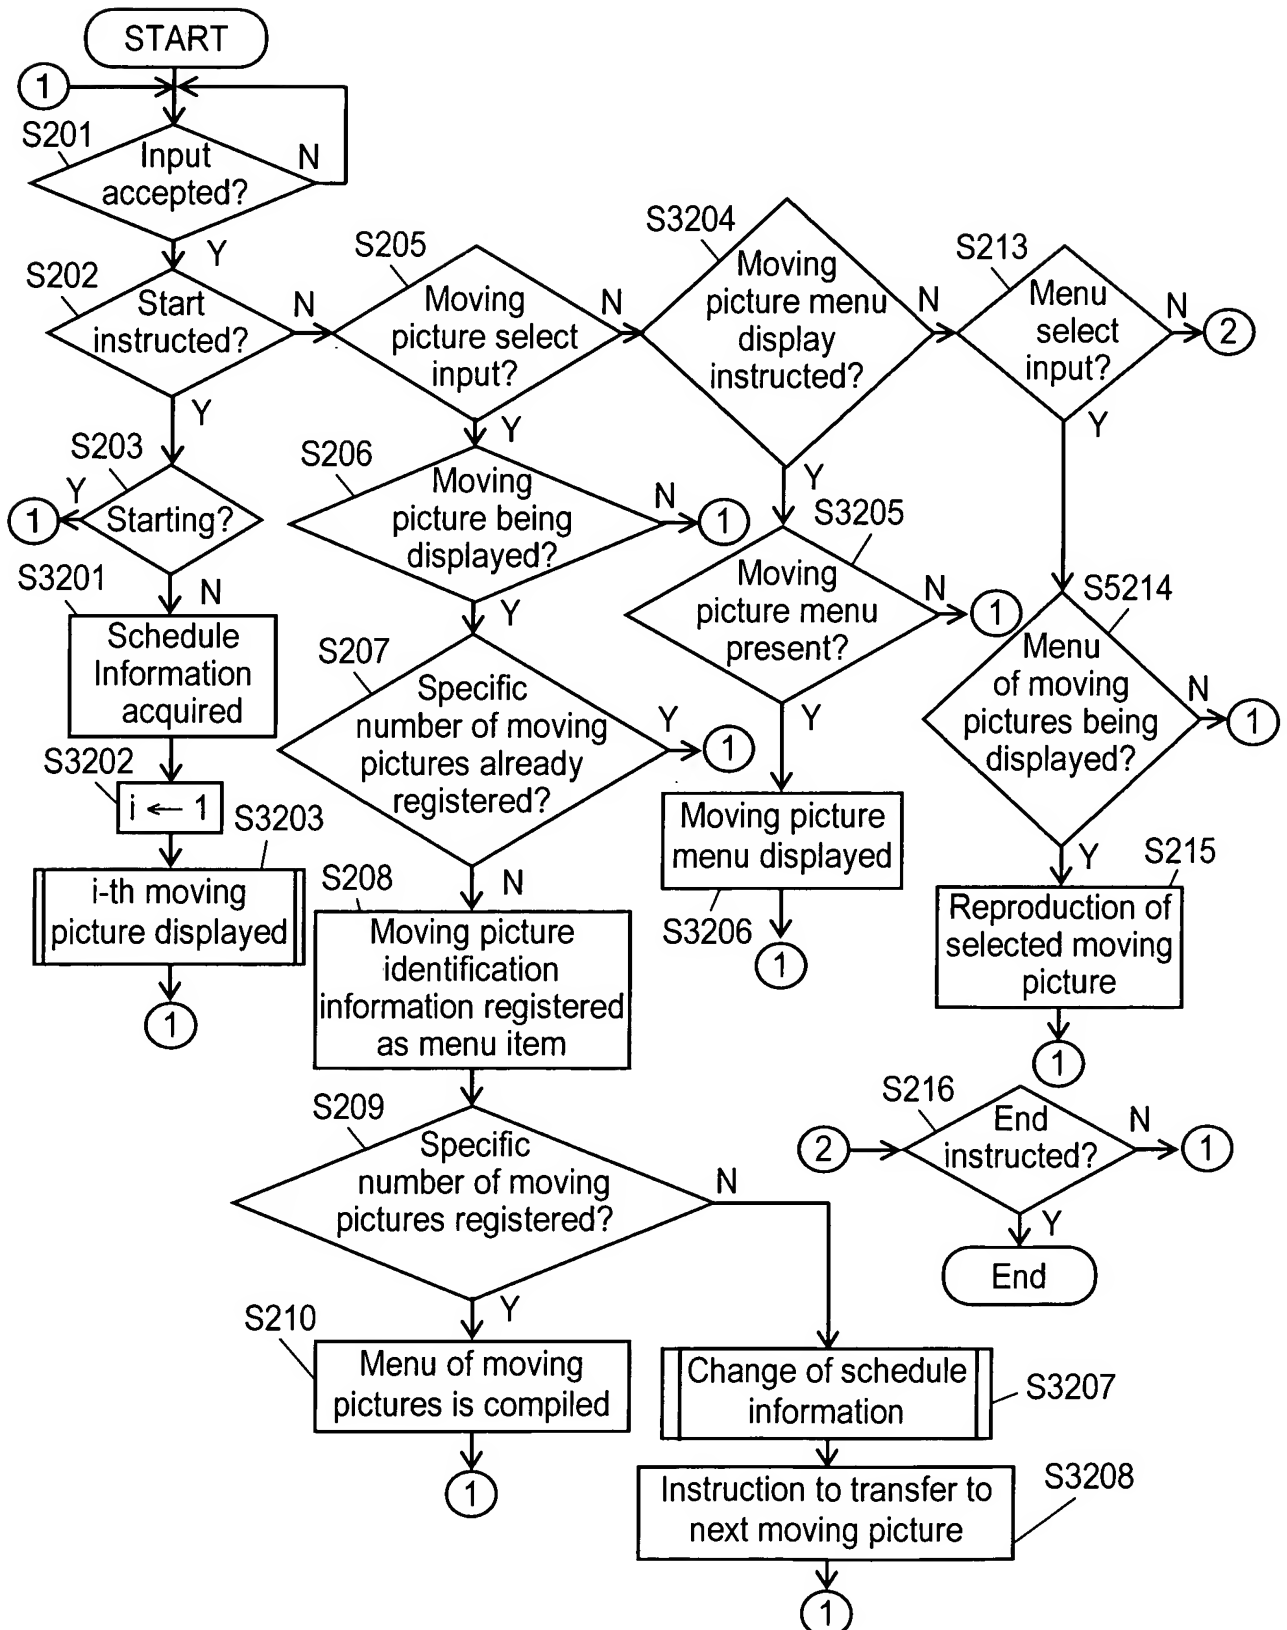 START
1
S201
Input
accepted?
N
Y
S202
Start
instructed?
N
Y
S203
Starting?
Y
1
N
S3201
Schedule
Information
acquired
S3202
i ← 1
S3203
i-th moving
picture displayed
1
S205
Moving
picture select
input?
N
Y
S206
Moving
picture being
displayed?
N
1
Y
S207
Specific
number of moving
pictures already
registered?
Y
1
N
S208
Moving picture
identification
information registered
as menu item
S209
Specific
number of moving
pictures registered?
N
Y
S210
Menu of moving
pictures is compiled
1
S3204
Moving
picture menu
display
instructed?
N
Y
S3205
Moving
picture menu
present?
N
1
Y
Moving picture
menu displayed
S3206
1
S213
Menu
select
input?
N
2
Y
S5214
Menu
of moving
pictures being
displayed?
N
1
Y
S215
Reproduction of
selected moving
picture
1
S216
2
End
instructed?
N
1
Y
End
Change of schedule
information
S3207
Instruction to transfer to
next moving picture
S3208
1